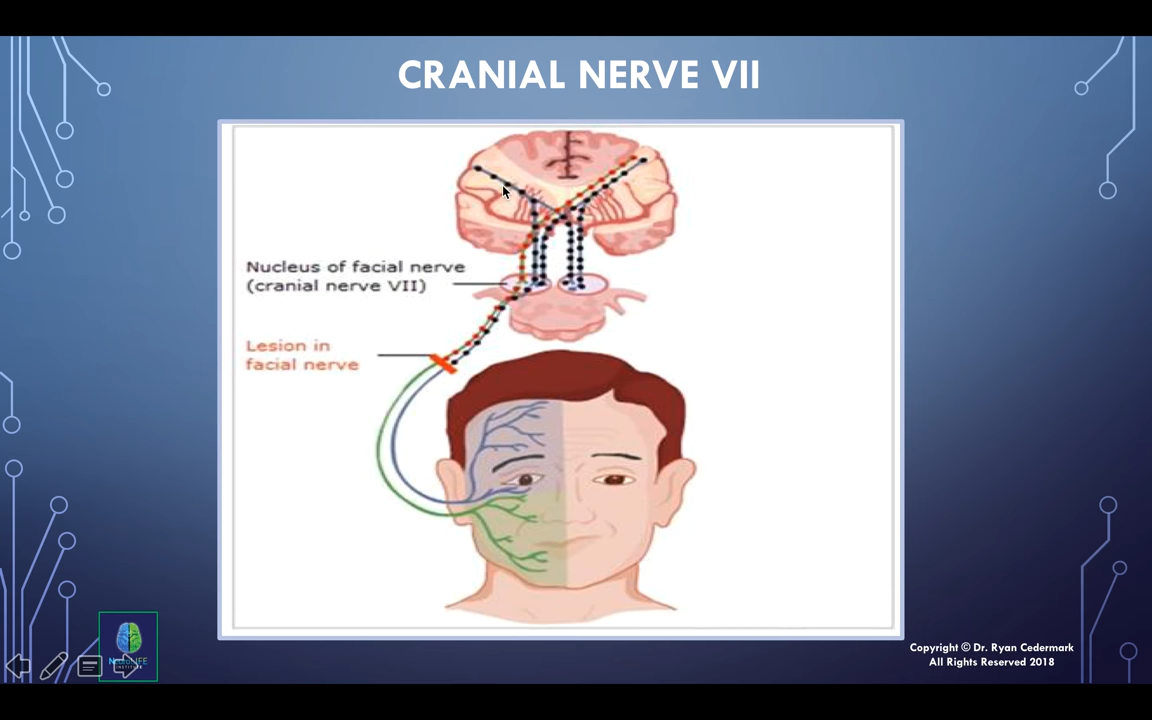 CRANIAL NERVE VII
Nucleus of facial nerve
(cranial nerve VII)
Lesion in
facial nerve
Copyright © Dr. Ryan Cedermark
All Rights Reserved 2018